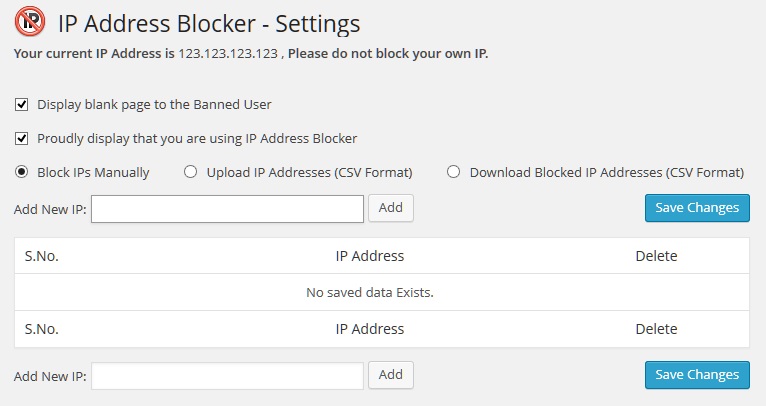 IP
IP Address Blocker - Settings
Your current IP Address is 123.123.123.123 , Please do not block your own IP.
Display blank page to the Banned User
Proudly display that you are using IP Address Blocker
Block IPs Manually Upload IP Addresses (CSV Format) Download Blocked IP Addresses (CSV Format)
Add New IP: Add Save Changes
S.No. IP Address Delete
No saved data Exists.
S.No. IP Address Delete
Add New IP: Add Save Changes